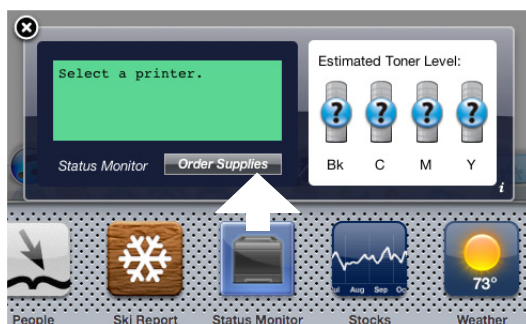 Select a printer.
Estimated Toner Level:
? ? ? ?
Bk C M Y
Status Monitor Order Supplies
i
Jul Aug Sep Oc
73°
People Ski Report Status Monitor Stocks Weather